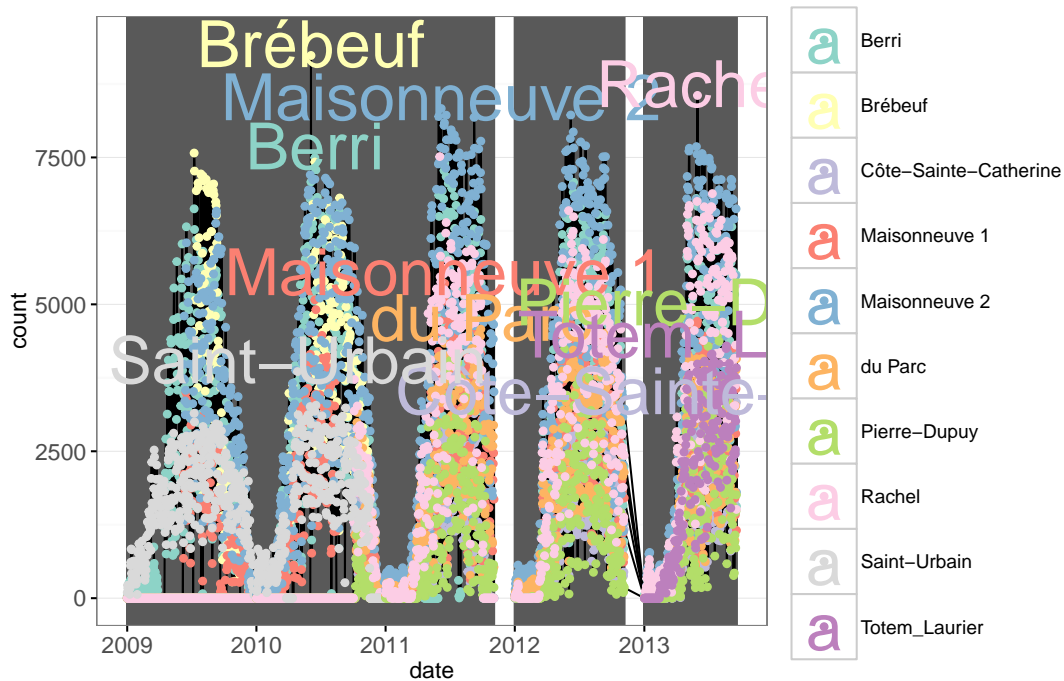 Brébeuf
Maisonneuve 2
Rache
Berri
Maisonneuve 1
Pierre−D
du Parc
Totem_L
Saint−Urbain
Côte−Sainte−
7500
5000
2500
0
count
2009 2010 2011 2012 2013
date
a Berri
a Brébeuf
a Côte−Sainte−Catherine
a Maisonneuve 1
a Maisonneuve 2
a du Parc
a Pierre−Dupuy
a Rachel
a Saint−Urbain
a Totem_Laurier